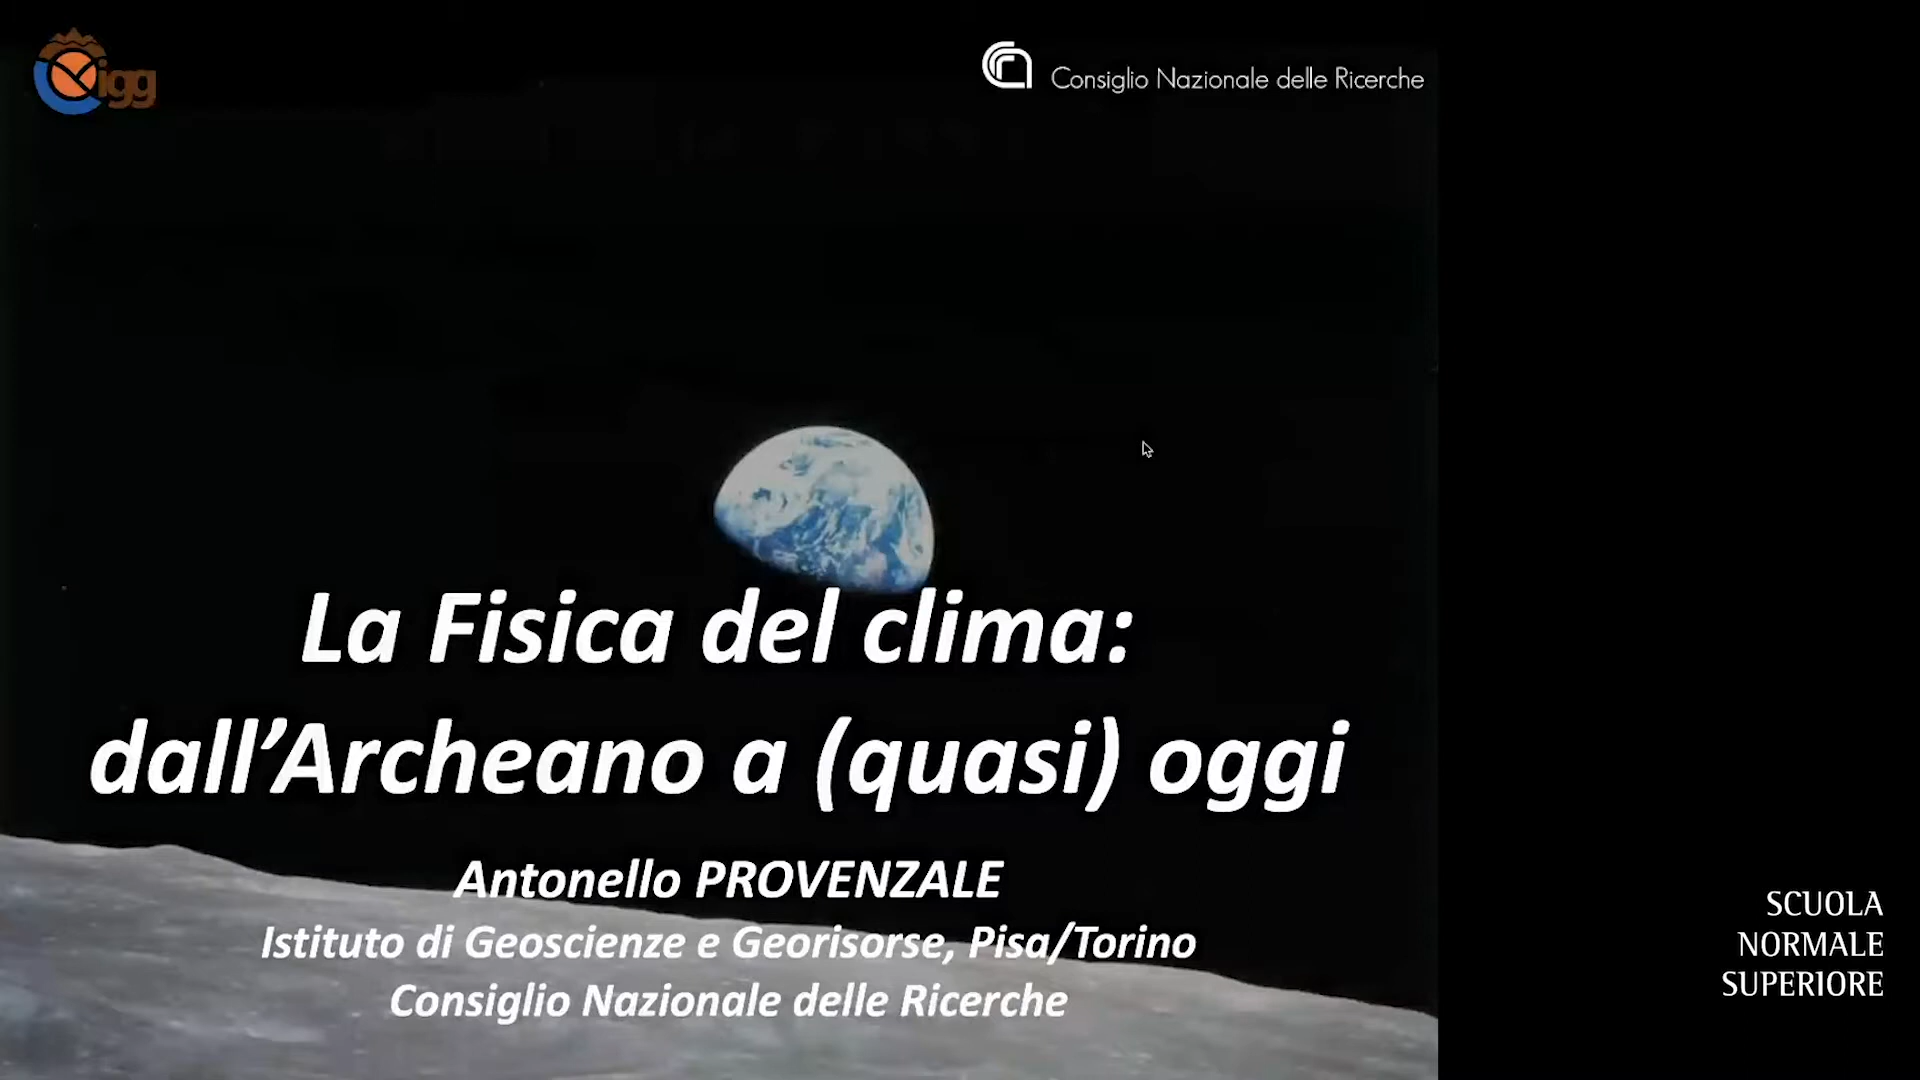 igg
Consiglio Nazionale delle Ricerche
La Fisica del clima:
dall’Archeano a (quasi) oggi
Antonello PROVENZALE
Istituto di Geoscienze e Georisorse, Pisa/Torino
Consiglio Nazionale delle Ricerche
SCUOLA
NORMALE
SUPERIORE